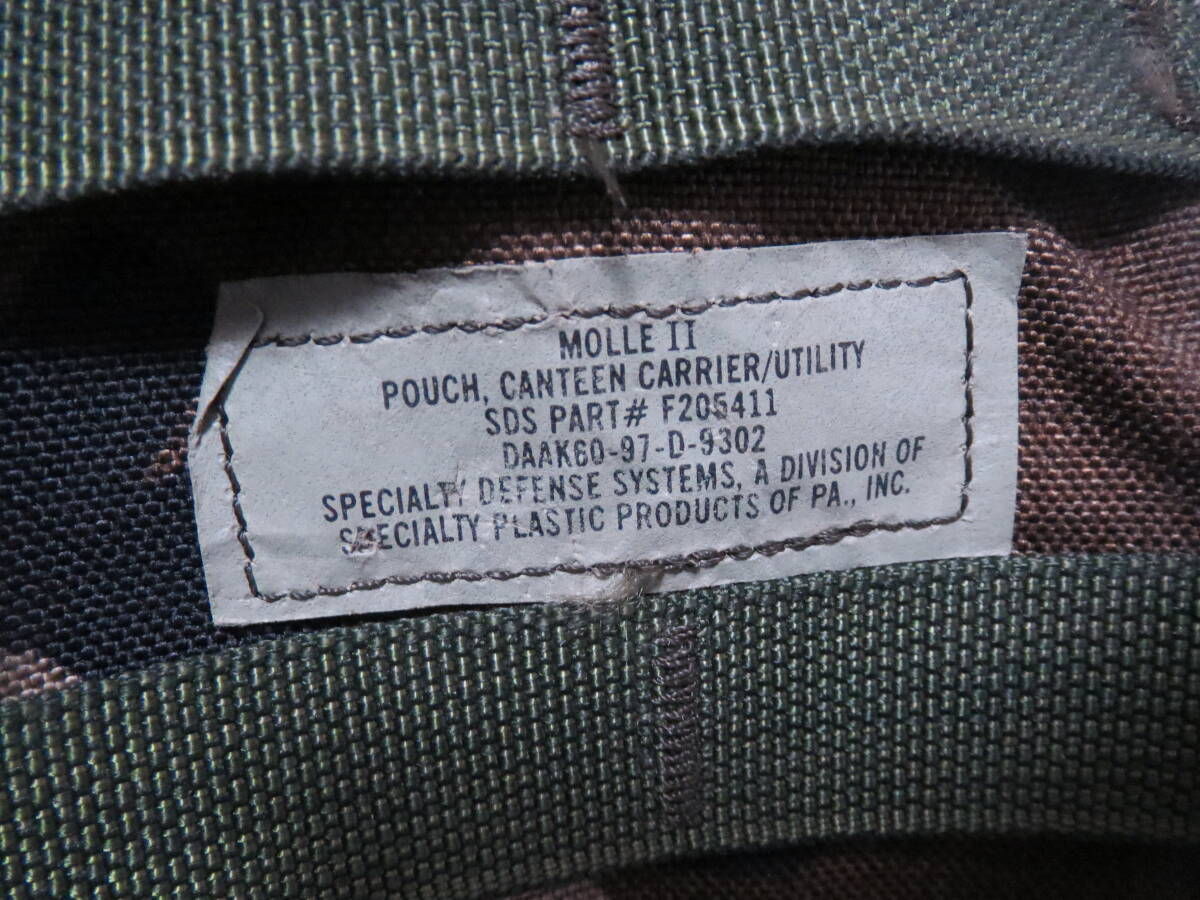 MOLLE II
POUCH, CANTEEN CARRIER/UTILITY
SDS PART# F205411
DAAK60-97-D-9302
SPECIALTY DEFENSE SYSTEMS, A DIVISION OF
SPECIALTY PLASTIC PRODUCTS OF PA., INC.